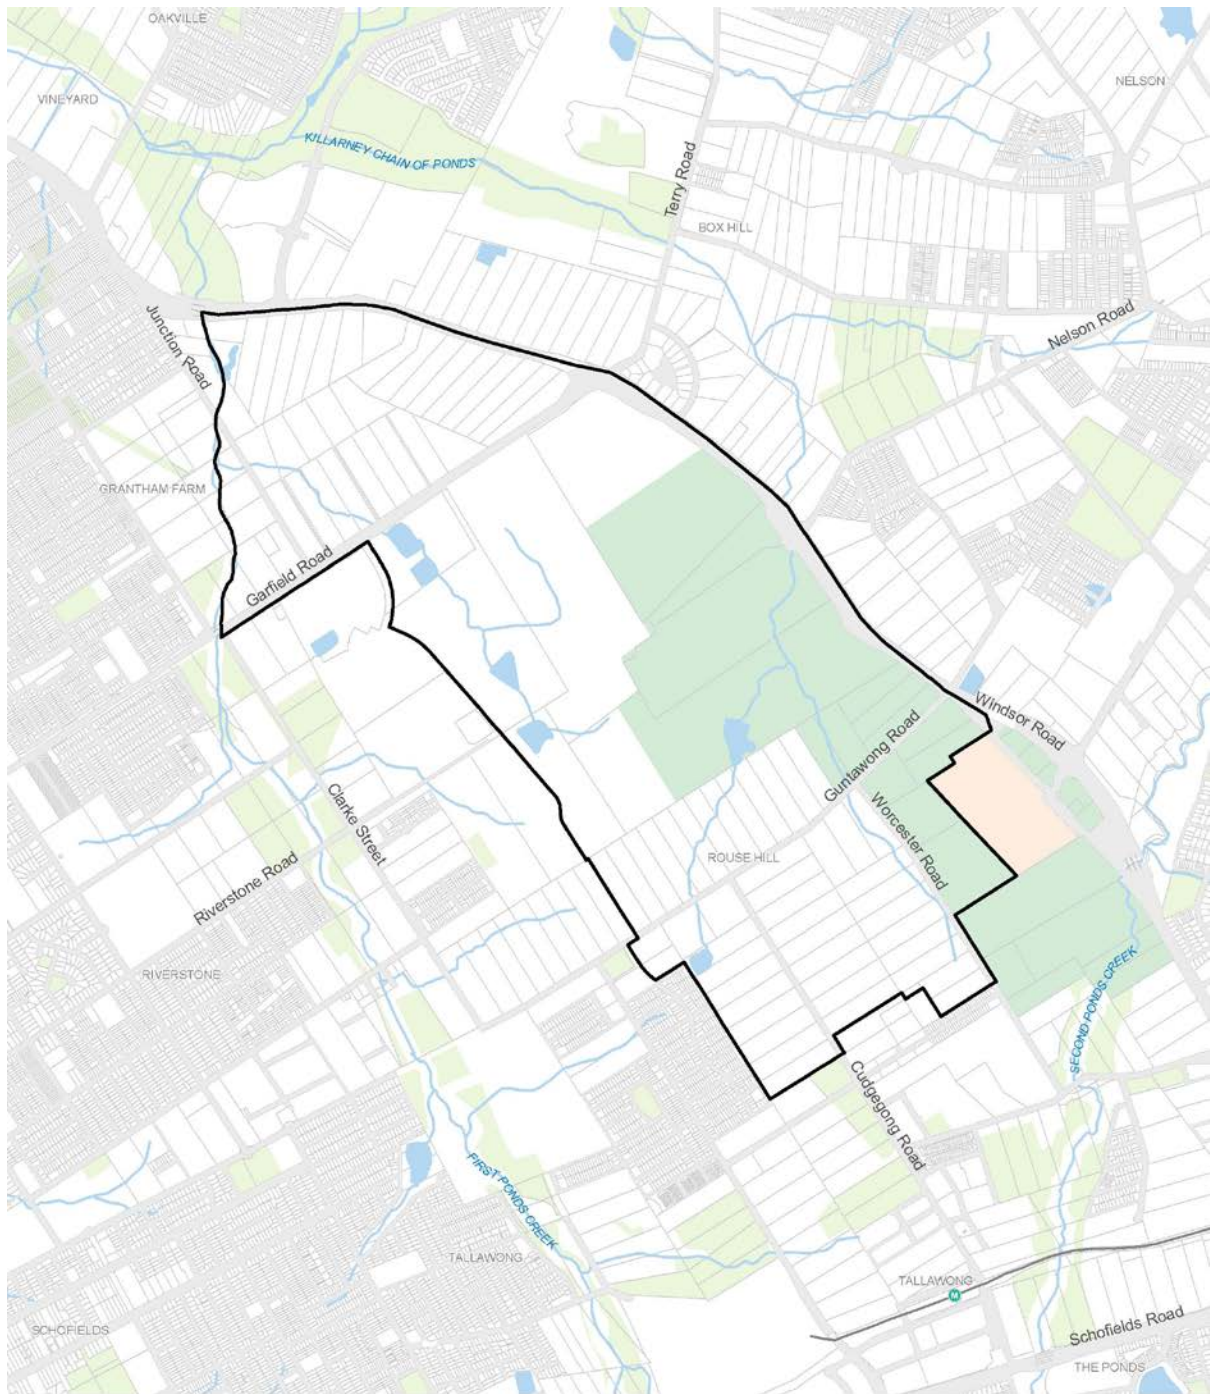 OAKVILLE
VINEYARD
NELSON
KILLARNEY CHAIN OF PONDS
Terry Road
BOX HILL
Junction Road
Nelson Road
GRANTHAM FARM
Garfield Road
Windsor Road
Guntawong Road
Clarke Street
Worcester Road
ROUSE HILL
Riverstone Road
RIVERSTONE
SECOND PONDS CREEK
Cudgegong Road
FIRST PONDS CREEK
TALLAWONG
TALLAWONG
M
SCHOFIELDS
Schofields Road
THE PONDS